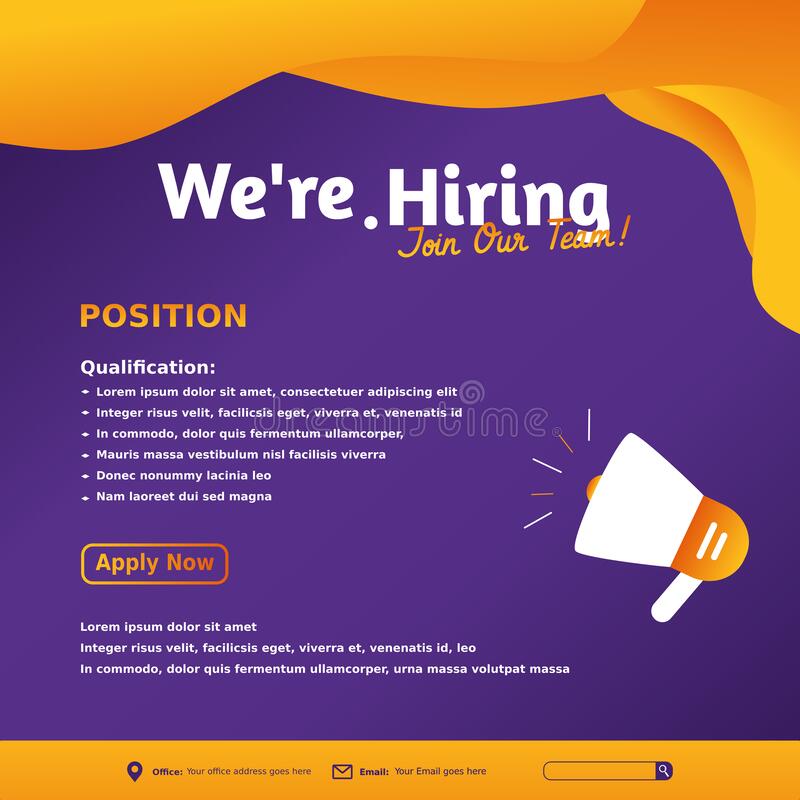 We're.Hiring
Join Our Team!
POSITION
Qualification:
Lorem ipsum dolor sit amet, consectetuer adipiscing elit
Integer risus velit, facilicsis eget, viverra et, venenatis id
dreamstime®
In commodo, dolor quis fermentum ullamcorper,
Mauris massa vestibulum nisl facilisis viverra
Donec nonummy lacinia leo
Nam laoreet dui sed magna
Apply Now
Lorem ipsum dolor sit amet
Integer risus velit, facilicsis eget, viverra et, venenatis id, leo
In commodo, dolor quis fermentum ullamcorper, urna massa volutpat massa
Office: Your office address goes here
Email: Your Email goes here